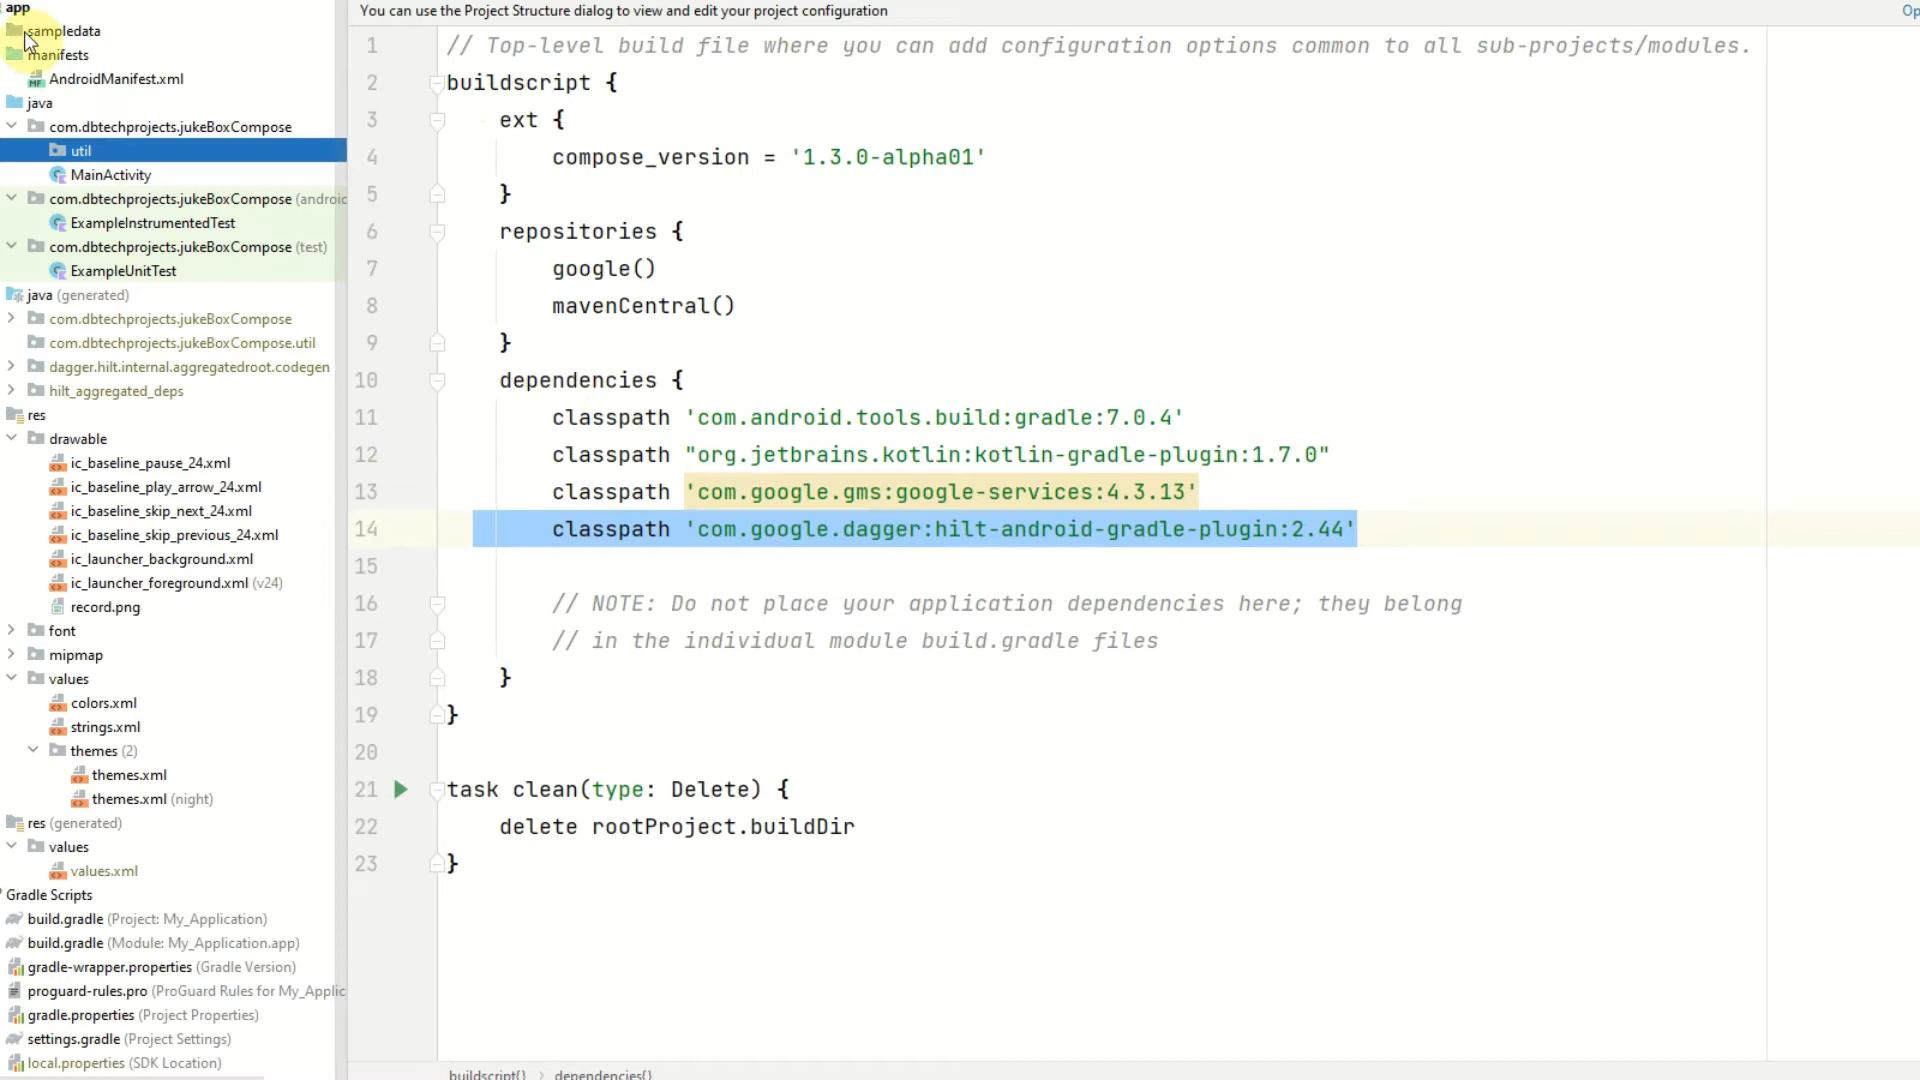 app
sampledata
manifests
AndroidManifest.xml
java
com.dbtechprojects.jukeBoxCompose
util
MainActivity
com.dbtechprojects.jukeBoxCompose (androic
ExampleInstrumentedTest
com.dbtechprojects.jukeBoxCompose (test)
ExampleUnitTest
java (generated)
com.dbtechprojects.jukeBoxCompose
com.dbtechprojects.jukeBoxCompose.util
dagger.hilt.internal.aggregatedroot.codegen
hilt_aggregated_deps
res
drawable
ic_baseline_pause_24.xml
ic_baseline_play_arrow_24.xml
ic_baseline_skip_next_24.xml
ic_baseline_skip_previous_24.xml
ic_launcher_background.xml
ic_launcher_foreground.xml (v24)
record.png
font
mipmap
values
colors.xml
strings.xml
themes (2)
themes.xml
themes.xml (night)
res (generated)
values
values.xml
Gradle Scripts
build.gradle (Project: My_Application)
build.gradle (Module: My_Application.app)
gradle-wrapper.properties (Gradle Version)
proguard-rules.pro (ProGuard Rules for My_Applic
gradle.properties (Project Properties)
settings.gradle (Project Settings)
local.properties (SDK Location)
You can use the Project Structure dialog to view and edit your project configuration
Op
1 // Top-level build file where you can add configuration options common to all sub-projects/modules.
2 buildscript {
3 ext {
4 compose_version = '1.3.0-alpha01'
5 }
6 repositories {
7 google()
8 mavenCentral()
9 }
10 dependencies {
11 classpath 'com.android.tools.build:gradle:7.0.4'
12 classpath "org.jetbrains.kotlin:kotlin-gradle-plugin:1.7.0"
13 classpath 'com.google.gms:google-services:4.3.13'
14 classpath 'com.google.dagger:hilt-android-gradle-plugin:2.44'
15
16 // NOTE: Do not place your application dependencies here; they belong
17 // in the individual module build.gradle files
18 }
19 }
20
21 task clean(type: Delete) {
22 delete rootProject.buildDir
23 }
buildscript{} › dependencies{}